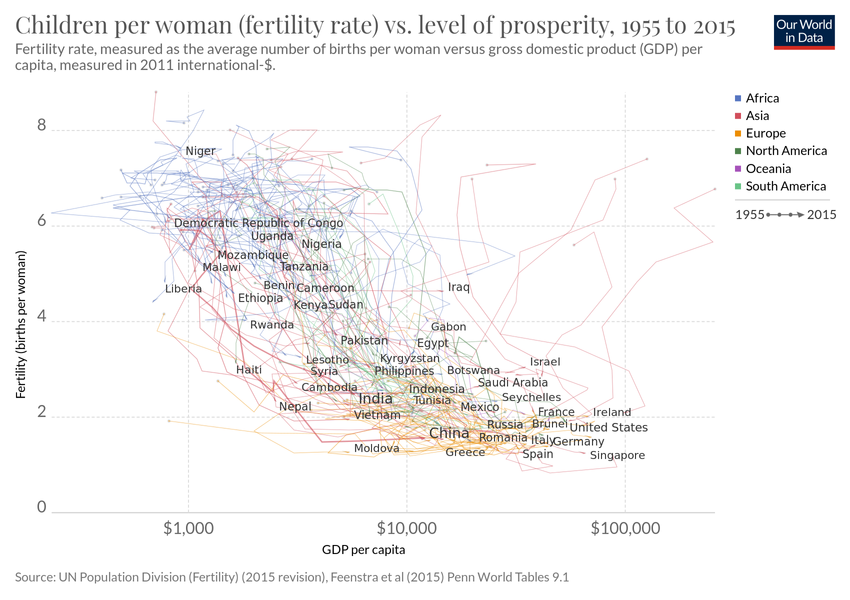 Children per woman (fertility rate) vs. level of prosperity, 1955 to 2015
Fertility rate, measured as the average number of births per woman versus gross domestic product (GDP) per
capita, measured in 2011 international-$.
Our World
in Data
Africa
Asia
Europe
North America
Oceania
South America
1955 2015
Fertility (births per woman)
8
6
4
2
0
Niger
Democratic Republic of Congo
Uganda
Nigeria
Mozambique
Malawi
Tanzania
Liberia
Benin
Cameroon
Iraq
Ethiopia
Kenya
Sudan
Rwanda
Gabon
Pakistan
Egypt
Lesotho
Kyrgyzstan
Israel
Haiti
Syria
Philippines
Botswana
Saudi Arabia
Cambodia
Indonesia
India
Tunisia
Seychelles
Nepal
Mexico
Vietnam
France
Ireland
Russia
Brunei
United States
China
Romania
Italy
Germany
Moldova
Greece
Spain
Singapore
$1,000
$10,000
$100,000
GDP per capita
Source: UN Population Division (Fertility) (2015 revision), Feenstra et al (2015) Penn World Tables 9.1